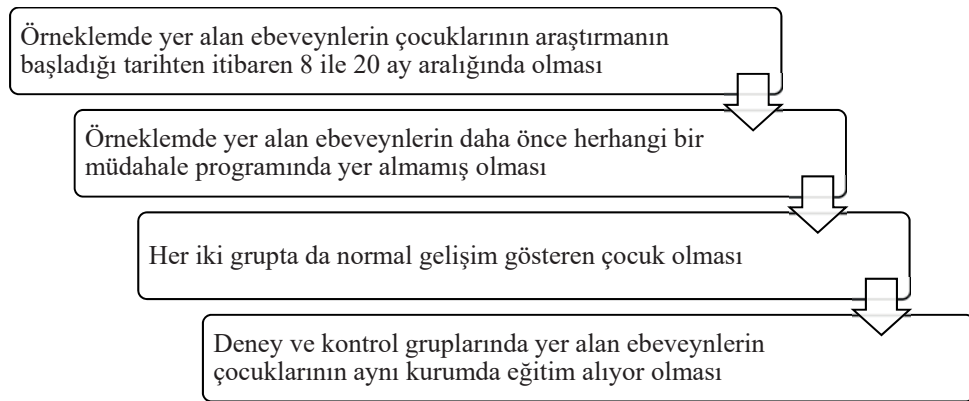 Örneklemde yer alan ebeveynlerin çocuklarının araştırmanın
başladığı tarihten itibaren 8 ile 20 ay aralığında olması
Örneklemde yer alan ebeveynlerin daha önce herhangi bir
müdahale programında yer almamış olması
Her iki grupta da normal gelişim gösteren çocuk olması
Deney ve kontrol gruplarında yer alan ebeveynlerin
çocuklarının aynı kurumda eğitim alıyor olması